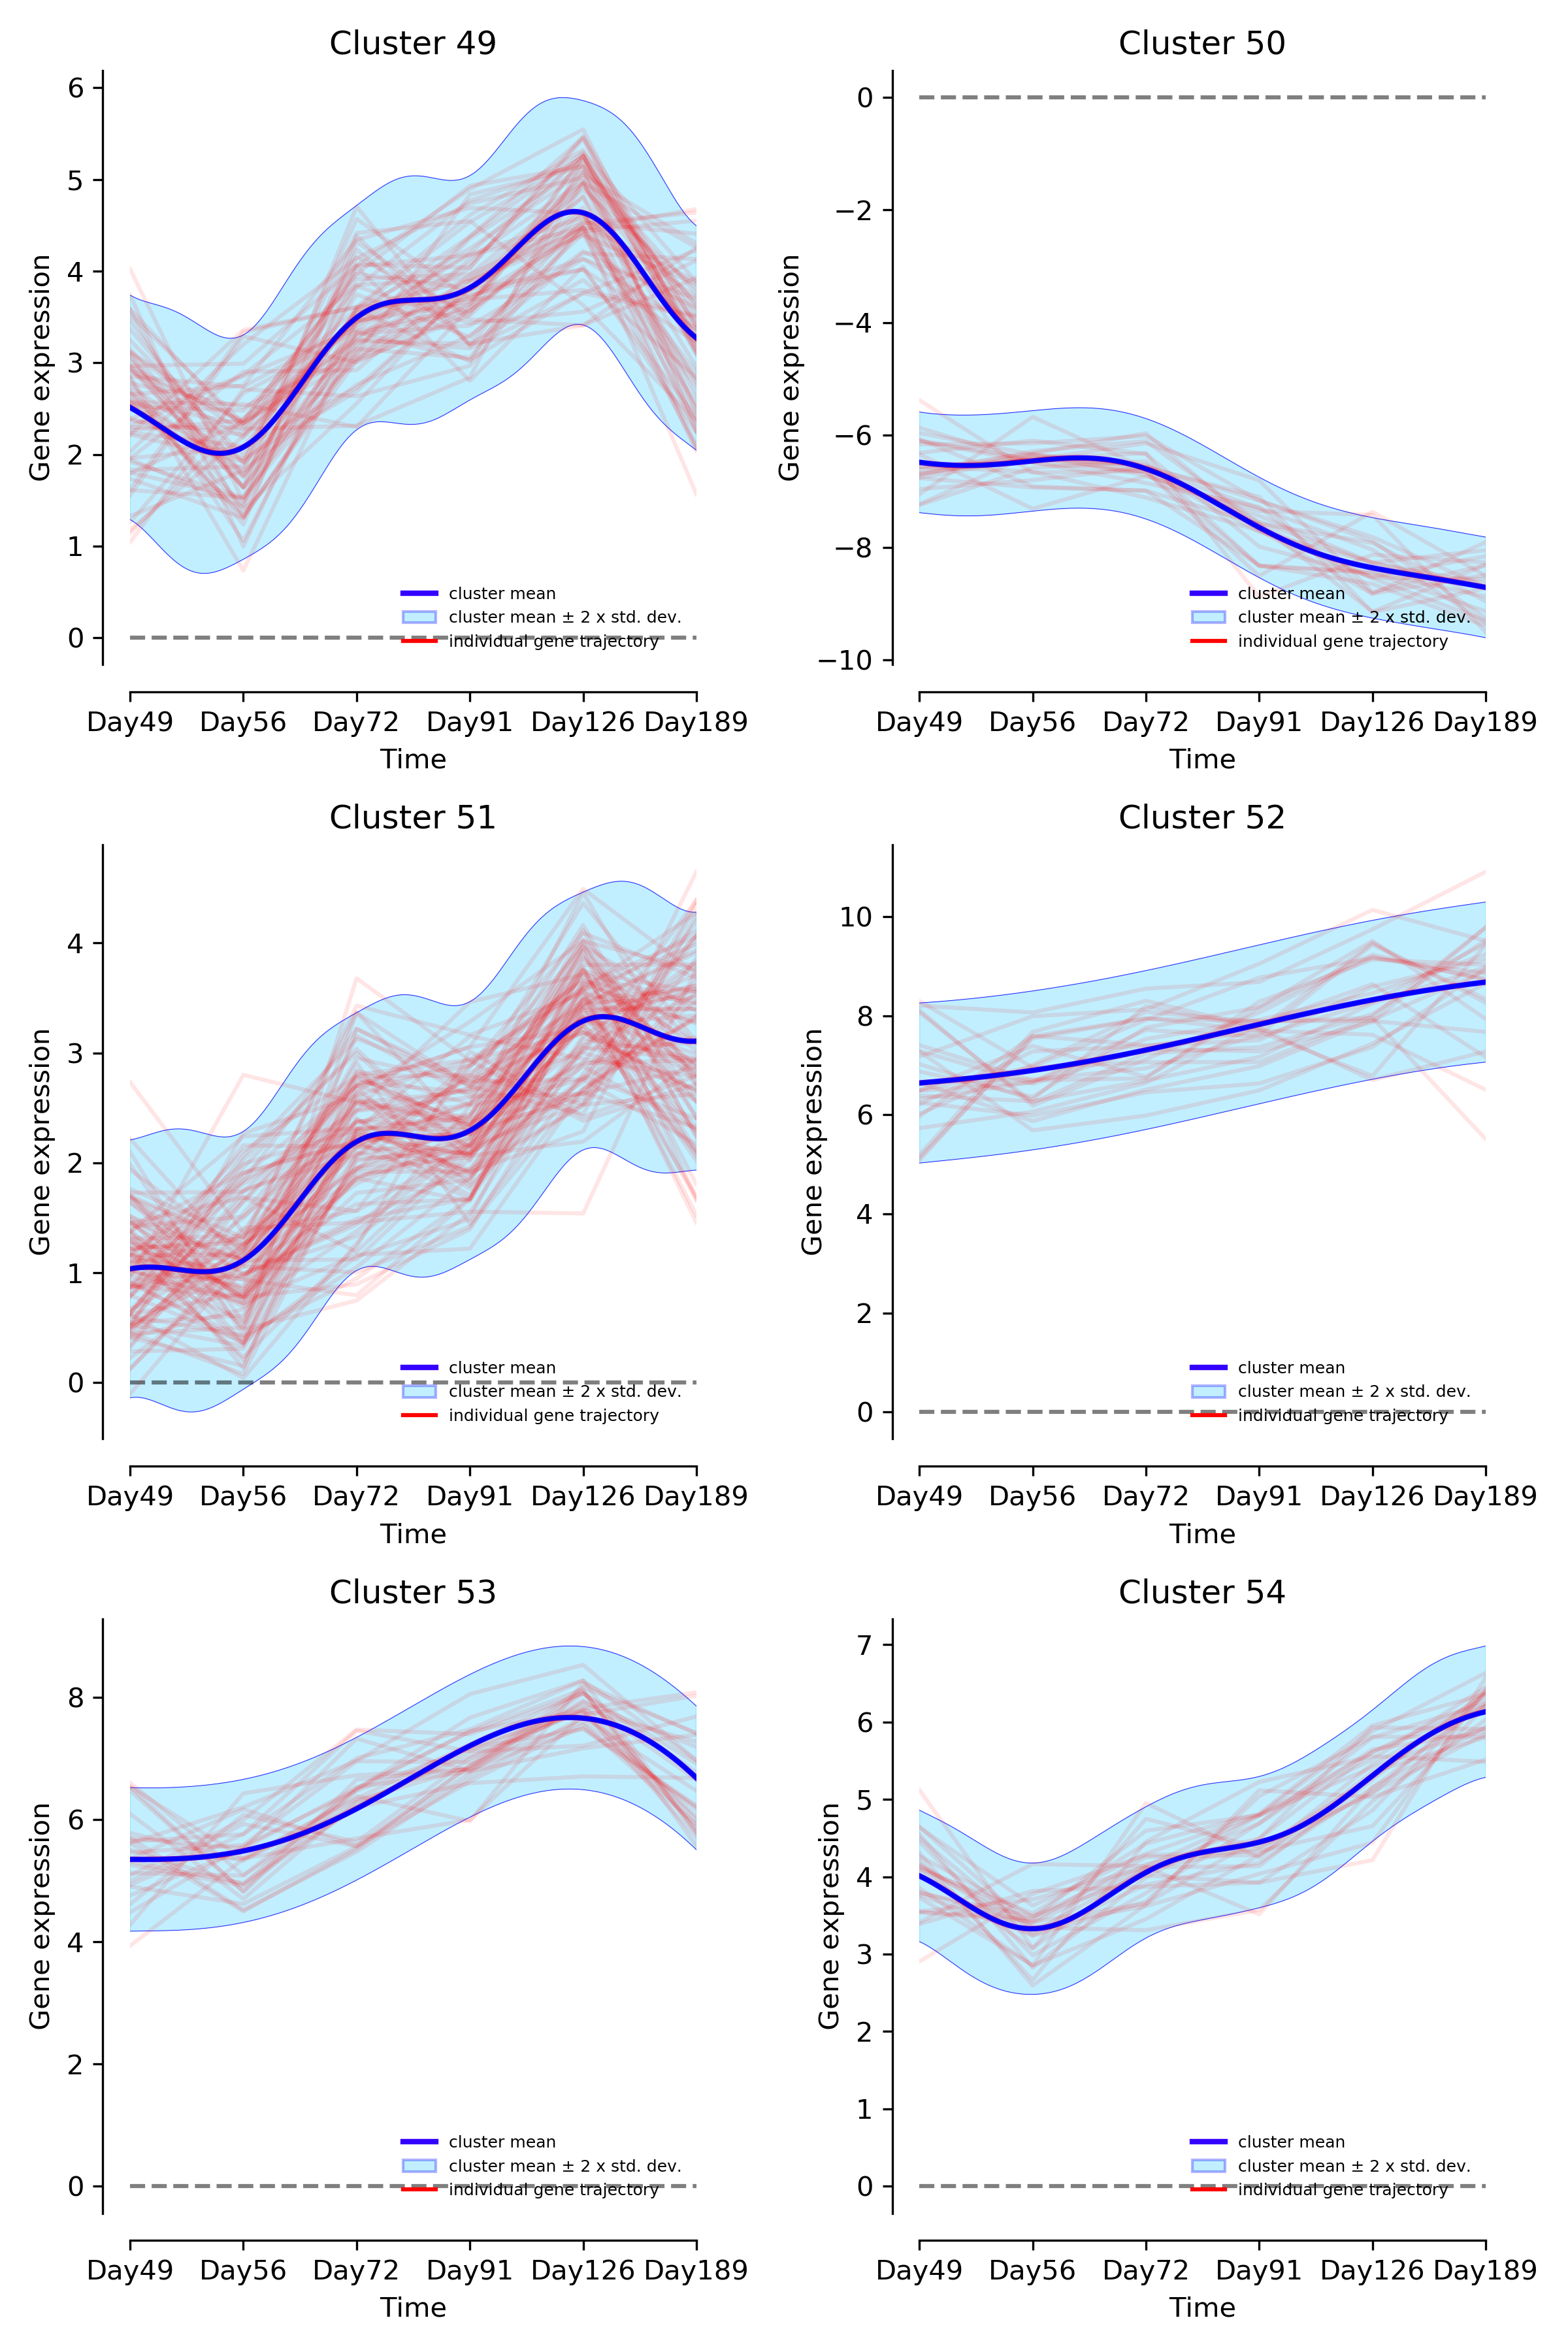 Cluster 49
Gene expression
6
5
4
3
2
1
0
cluster mean
cluster mean ± 2 x std. dev.
individual gene trajectory
Day49 Day56 Day72 Day91 Day126 Day189
Time
Cluster 50
Gene expression
0
−2
−4
−6
−8
−10
cluster mean
cluster mean ± 2 x std. dev.
individual gene trajectory
Day49 Day56 Day72 Day91 Day126 Day189
Time
Cluster 51
Gene expression
4
3
2
1
0
cluster mean
cluster mean ± 2 x std. dev.
individual gene trajectory
Day49 Day56 Day72 Day91 Day126 Day189
Time
Cluster 52
Gene expression
10
8
6
4
2
0
cluster mean
cluster mean ± 2 x std. dev.
individual gene trajectory
Day49 Day56 Day72 Day91 Day126 Day189
Time
Cluster 53
Gene expression
8
6
4
2
0
cluster mean
cluster mean ± 2 x std. dev.
individual gene trajectory
Day49 Day56 Day72 Day91 Day126 Day189
Time
Cluster 54
Gene expression
7
6
5
4
3
2
1
0
cluster mean
cluster mean ± 2 x std. dev.
individual gene trajectory
Day49 Day56 Day72 Day91 Day126 Day189
Time